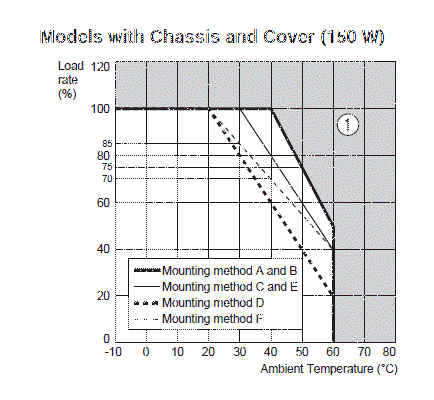 Models with Chassis and Cover (150 W)
Load
rate
(%)
120
100
85
80
75
70
60
40
20
0
1
Mounting method A and B
Mounting method C and E
Mounting method D
Mounting method F
-10 0 10 20 30 40 50 60 70 80
Ambient Temperature (°C)